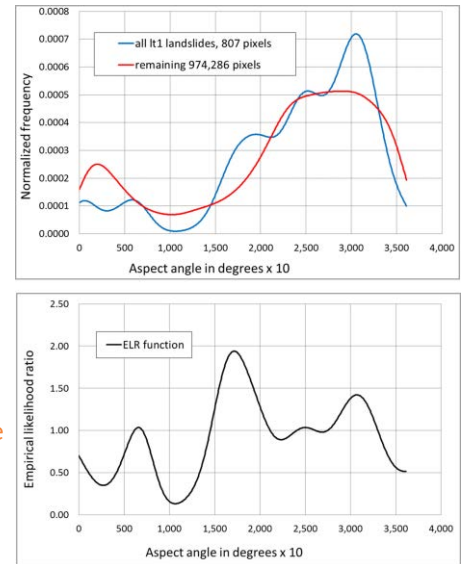 0.0008
0.0007
0.0006
0.0005
0.0004
0.0003
0.0002
0.0001
0.0000
Normalized frequency
all lt1 landslides, 807 pixels
remaining 974,286 pixels
0 500 1,000 1,500 2,000 2,500 3,000 3,500 4,000
Aspect angle in degrees x 10
2.50
2.00
1.50
1.00
0.50
0.00
Empirical likelihood ratio
ELR function
0 500 1,000 1,500 2,000 2,500 3,000 3,500 4,000
Aspect angle in degrees x 10